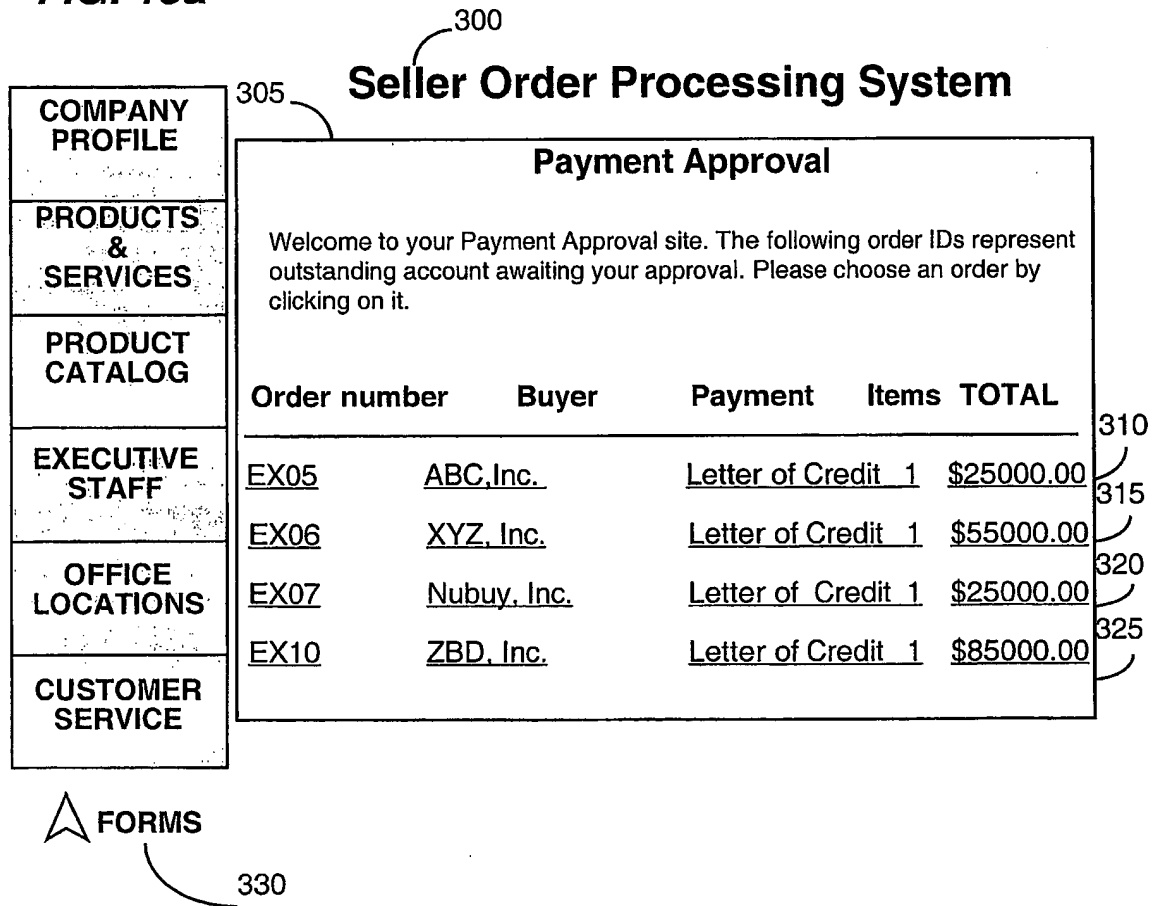 300
Seller Order Processing System
305
COMPANY
PROFILE
PRODUCTS
&
SERVICES
PRODUCT
CATALOG
EXECUTIVE
STAFF
OFFICE
LOCATIONS
CUSTOMER
SERVICE
Payment Approval
Welcome to your Payment Approval site. The following order IDs represent
outstanding account awaiting your approval. Please choose an order by
clicking on it.
Order number Buyer Payment Items TOTAL
310
EX05 ABC,Inc. Letter of Credit 1 $25000.00
315
EX06 XYZ, Inc. Letter of Credit 1 $55000.00
320
EX07 Nubuy, Inc. Letter of Credit 1 $25000.00
325
EX10 ZBD, Inc. Letter of Credit 1 $85000.00
FORMS
330